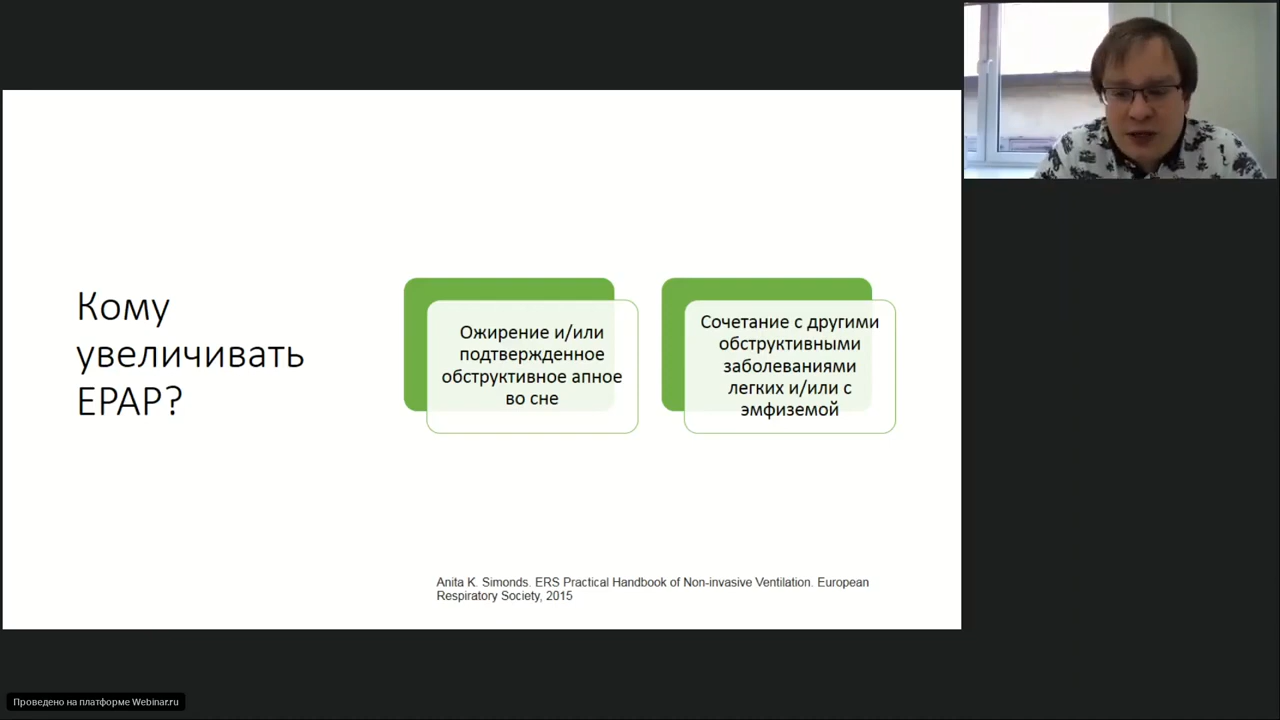 Кому
увеличивать
EPAP?
Ожирение и/или
подтвержденное
обструктивное апное
во сне
Сочетание с другими
обструктивными
заболеваниями
легких и/или с
эмфиземой
Anita K. Simonds. ERS Practical Handbook of Non-invasive Ventilation. European
Respiratory Society, 2015
Проведено на платформе Webinar.ru